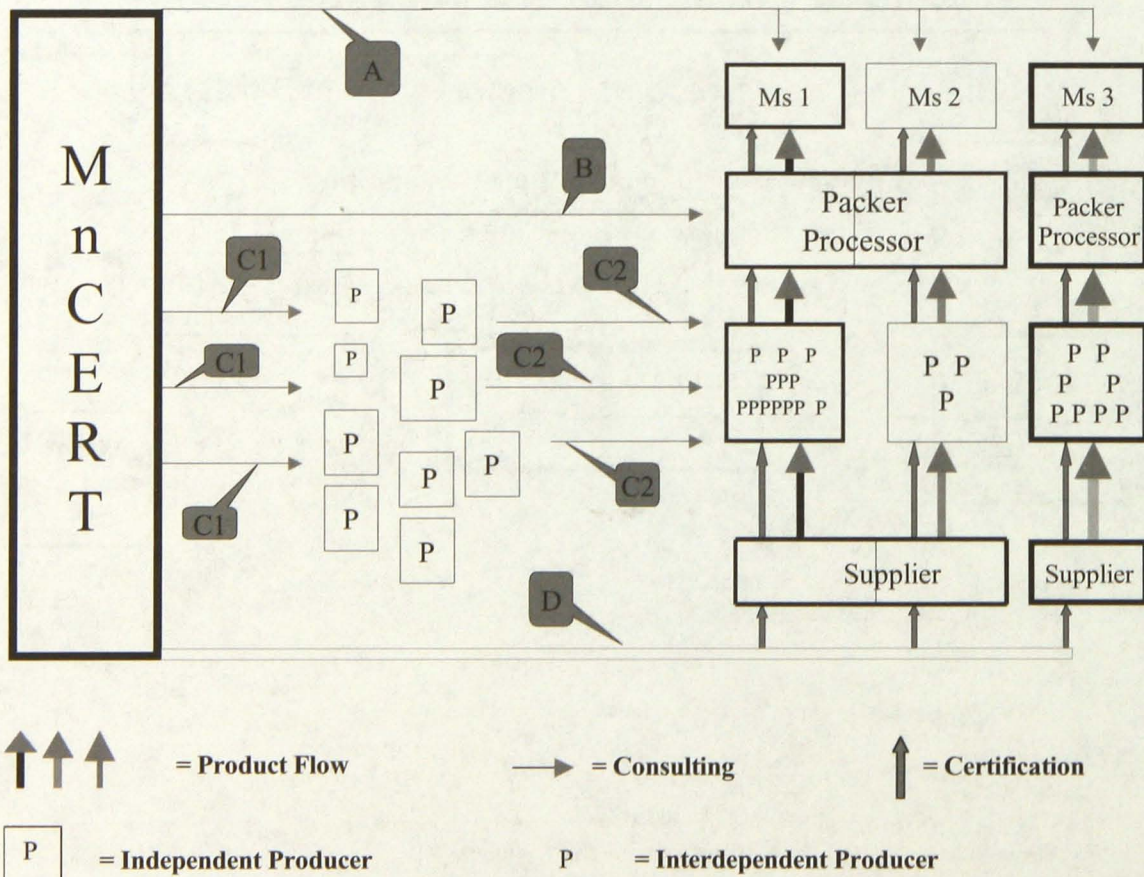 MnCERT
A
Ms 1 Ms 2 Ms 3
B
Packer Processor
Packer Processor
C1
C2
P
P
C1
C2
P
P
P P P
PPP
PPPPPP P
P P
P
P P
P P
P P P P
P
P
P
C2
C1
P
P
D
Supplier
Supplier
= Product Flow
= Consulting
= Certification
P = Independent Producer
P = Interdependent Producer